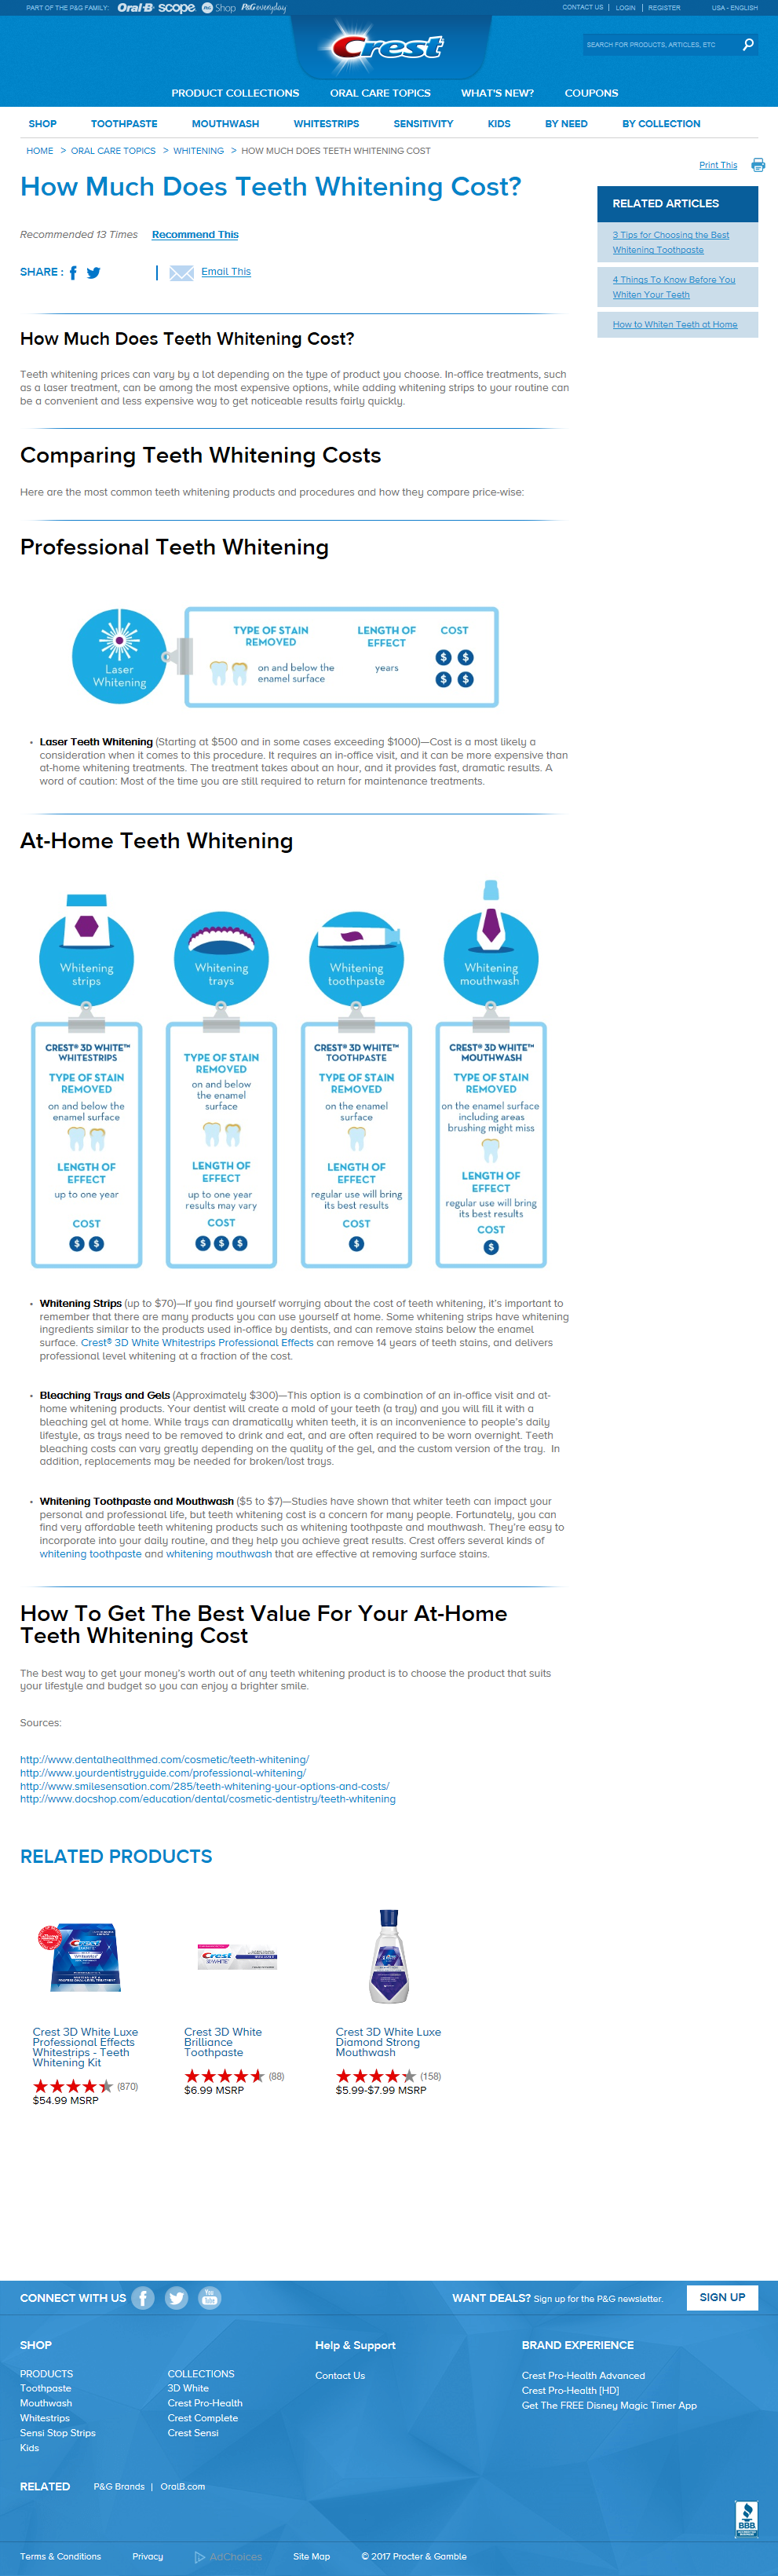 PART OF THE P&G FAMILY: Oral-B scope Shop P&G everyday
CONTACT US | LOGIN | REGISTER USA - ENGLISH
Crest
SEARCH FOR PRODUCTS, ARTICLES, ETC
PRODUCT COLLECTIONS ORAL CARE TOPICS WHAT'S NEW? COUPONS
SHOP TOOTHPASTE MOUTHWASH WHITESTRIPS SENSITIVITY KIDS BY NEED BY COLLECTION
HOME > ORAL CARE TOPICS > WHITENING > HOW MUCH DOES TEETH WHITENING COST
Print This
How Much Does Teeth Whitening Cost?
Recommended 13 Times Recommend This
SHARE :
| Email This
RELATED ARTICLES
3 Tips for Choosing the Best
Whitening Toothpaste
4 Things To Know Before You
Whiten Your Teeth
How to Whiten Teeth at Home
How Much Does Teeth Whitening Cost?
Teeth whitening prices can vary by a lot depending on the type of product you choose. In-office treatments, such
as a laser treatment, can be among the most expensive options, while adding whitening strips to your routine can
be a convenient and less expensive way to get noticeable results fairly quickly.
Comparing Teeth Whitening Costs
Here are the most common teeth whitening products and procedures and how they compare price-wise:
Professional Teeth Whitening
Laser
Whitening
TYPE OF STAIN
REMOVED
on and below the
enamel surface
LENGTH OF
EFFECT
years
COST
$ $
$ $
• Laser Teeth Whitening (Starting at $500 and in some cases exceeding $1000)—Cost is a most likely a
consideration when it comes to this procedure. It requires an in-office visit, and it can be more expensive than
at-home whitening treatments. The treatment takes about an hour, and it provides fast, dramatic results. A
word of caution: Most of the time you are still required to return for maintenance treatments.
At-Home Teeth Whitening
Whitening
strips
CREST® 3D WHITE™
WHITESTRIPS
TYPE OF STAIN
REMOVED
on and below the
enamel surface
LENGTH OF
EFFECT
up to one year
COST
$ $
Whitening
trays
TYPE OF STAIN
REMOVED
on and below
the enamel
surface
LENGTH OF
EFFECT
up to one year
results may vary
COST
$ $ $
Whitening
toothpaste
CREST® 3D WHITE™
TOOTHPASTE
TYPE OF STAIN
REMOVED
on the enamel
surface
LENGTH OF
EFFECT
regular use will bring
its best results
COST
$
Whitening
mouthwash
CREST® 3D WHITE™
MOUTHWASH
TYPE OF STAIN
REMOVED
on the enamel surface
including areas
brushing might miss
LENGTH OF
EFFECT
regular use will bring
its best results
COST
$
• Whitening Strips (up to $70)—If you find yourself worrying about the cost of teeth whitening, it's important to
remember that there are many products you can use yourself at home. Some whitening strips have whitening
ingredients similar to the products used in-office by dentists, and can remove stains below the enamel
surface. Crest® 3D White Whitestrips Professional Effects can remove 14 years of teeth stains, and delivers
professional level whitening at a fraction of the cost.
• Bleaching Trays and Gels (Approximately $300)—This option is a combination of an in-office visit and at-
home whitening products. Your dentist will create a mold of your teeth (a tray) and you will fill it with a
bleaching gel at home. While trays can dramatically whiten teeth, it is an inconvenience to people's daily
lifestyle, as trays need to be removed to drink and eat, and are often required to be worn overnight. Teeth
bleaching costs can vary greatly depending on the quality of the gel, and the custom version of the tray. In
addition, replacements may be needed for broken/lost trays.
• Whitening Toothpaste and Mouthwash ($5 to $7)—Studies have shown that whiter teeth can impact your
personal and professional life, but teeth whitening cost is a concern for many people. Fortunately, you can
find very affordable teeth whitening products such as whitening toothpaste and mouthwash. They're easy to
incorporate into your daily routine, and they help you achieve great results. Crest offers several kinds of
whitening toothpaste and whitening mouthwash that are effective at removing surface stains.
How To Get The Best Value For Your At-Home
Teeth Whitening Cost
The best way to get your money's worth out of any teeth whitening product is to choose the product that suits
your lifestyle and budget so you can enjoy a brighter smile.
Sources:
http://www.dentalhealthmed.com/cosmetic/teeth-whitening/
http://www.yourdentistryguide.com/professional-whitening/
http://www.smilesensation.com/285/teeth-whitening-your-options-and-costs/
http://www.docshop.com/education/dental/cosmetic-dentistry/teeth-whitening
RELATED PRODUCTS
Crest
Crest 3D White Luxe
Professional Effects
Whitestrips - Teeth
Whitening Kit
(870)
$54.99 MSRP
Crest
Crest 3D White
Brilliance
Toothpaste
(88)
$6.99 MSRP
Crest 3D White Luxe
Diamond Strong
Mouthwash
(158)
$5.99-$7.99 MSRP
CONNECT WITH US You Tube
WANT DEALS? Sign up for the P&G newsletter. SIGN UP
SHOP
PRODUCTS
Toothpaste
Mouthwash
Whitestrips
Sensi Stop Strips
Kids
COLLECTIONS
3D White
Crest Pro-Health
Crest Complete
Crest Sensi
Help & Support
Contact Us
BRAND EXPERIENCE
Crest Pro-Health Advanced
Crest Pro-Health [HD]
Get The FREE Disney Magic Timer App
RELATED P&G Brands | OralB.com
BBB
Terms & Conditions Privacy AdChoices Site Map © 2017 Procter & Gamble